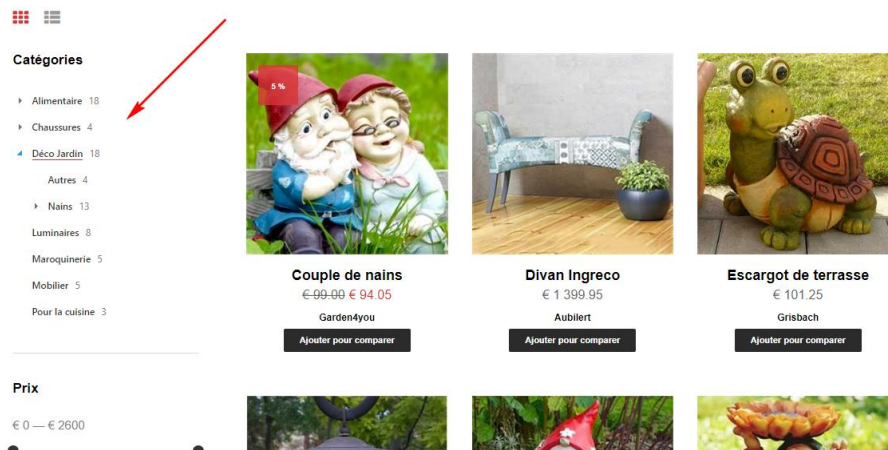 Catégories
Alimentaire 18
Chaussures 4
Déco Jardin 18
Autres 4
Nains 13
Luminaires 8
Maroquinerie 5
Mobilier 5
Pour la cuisine 3
Prix
€ 0 — € 2600
5 %
Couple de nains
€ 99.00 € 94.05
Garden4you
Ajouter pour comparer
Divan Ingreco
€ 1 399.95
Aubilert
Ajouter pour comparer
Escargot de terrasse
€ 101.25
Grisbach
Ajouter pour comparer